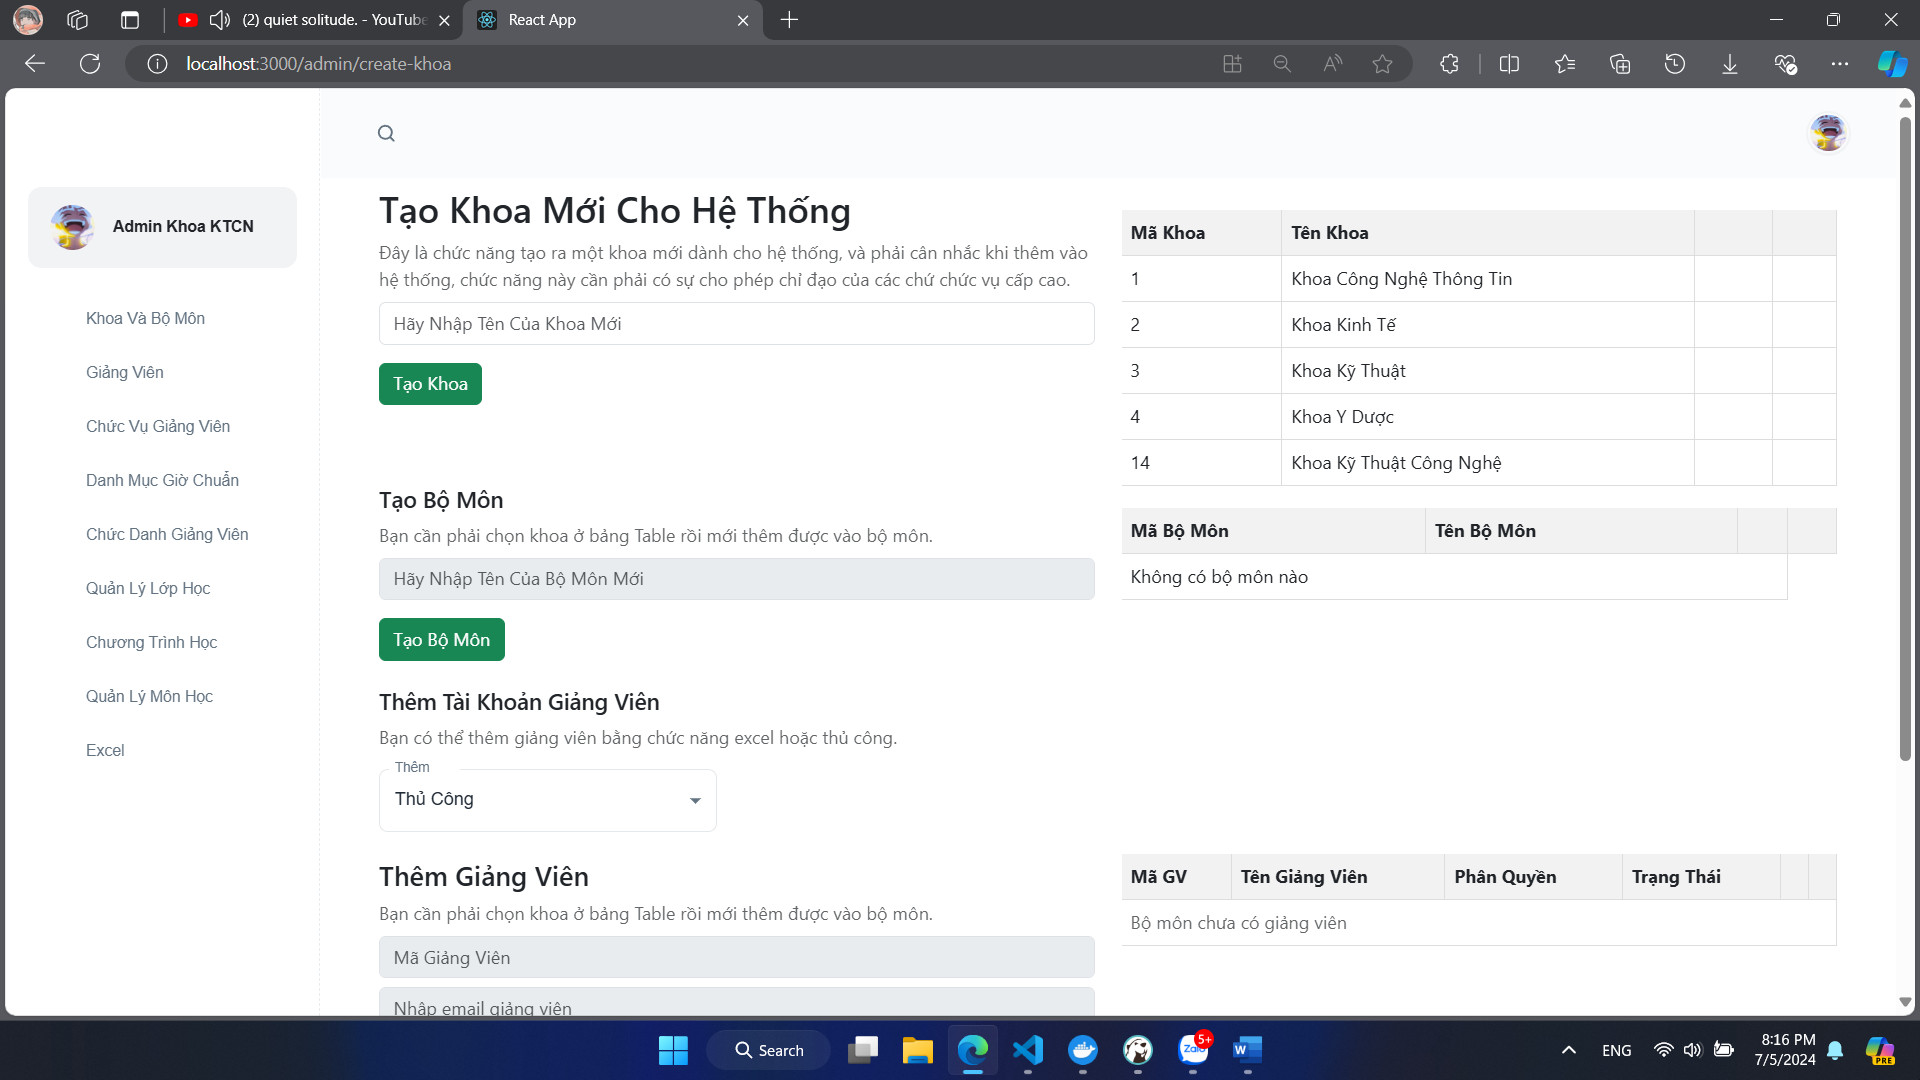 (2) quiet solitude. - YouTube
React App
localhost:3000/admin/create-khoa
Admin Khoa KTCN
Khoa Và Bộ Môn
Giảng Viên
Chức Vụ Giảng Viên
Danh Mục Giờ Chuẩn
Chức Danh Giảng Viên
Quản Lý Lớp Học
Chương Trình Học
Quản Lý Môn Học
Excel
Tạo Khoa Mới Cho Hệ Thống
Đây là chức năng tạo ra một khoa mới dành cho hệ thống, và phải cân nhắc khi thêm vào
hệ thống, chức năng này cần phải có sự cho phép chỉ đạo của các chứ chức vụ cấp cao.
Hãy Nhập Tên Của Khoa Mới
Tạo Khoa
Mã Khoa Tên Khoa
1 Khoa Công Nghệ Thông Tin
2 Khoa Kinh Tế
3 Khoa Kỹ Thuật
4 Khoa Y Dược
14 Khoa Kỹ Thuật Công Nghệ
Tạo Bộ Môn
Bạn cần phải chọn khoa ở bảng Table rồi mới thêm được vào bộ môn.
Hãy Nhập Tên Của Bộ Môn Mới
Tạo Bộ Môn
Mã Bộ Môn Tên Bộ Môn
Không có bộ môn nào
Thêm Tài Khoản Giảng Viên
Bạn có thể thêm giảng viên bằng chức năng excel hoặc thủ công.
Thêm
Thủ Công
Thêm Giảng Viên
Bạn cần phải chọn khoa ở bảng Table rồi mới thêm được vào bộ môn.
Mã Giảng Viên
Nhập email giảng viên
Mã GV Tên Giảng Viên Phân Quyền Trạng Thái
Bộ môn chưa có giảng viên
Search
Zalo
5+
W
ENG
8:16 PM
7/5/2024
PRE